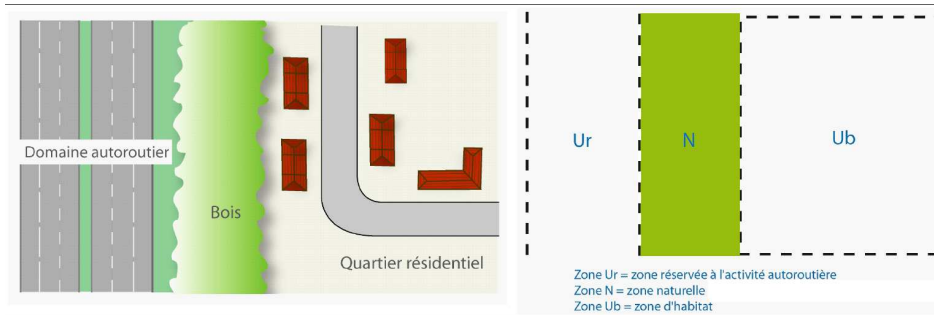 Domaine autoroutier
Bois
Quartier résidentiel
Ur
N
Ub
Zone Ur = zone réservée à l'activité autoroutière
Zone N = zone naturelle
Zone Ub = zone d'habitat